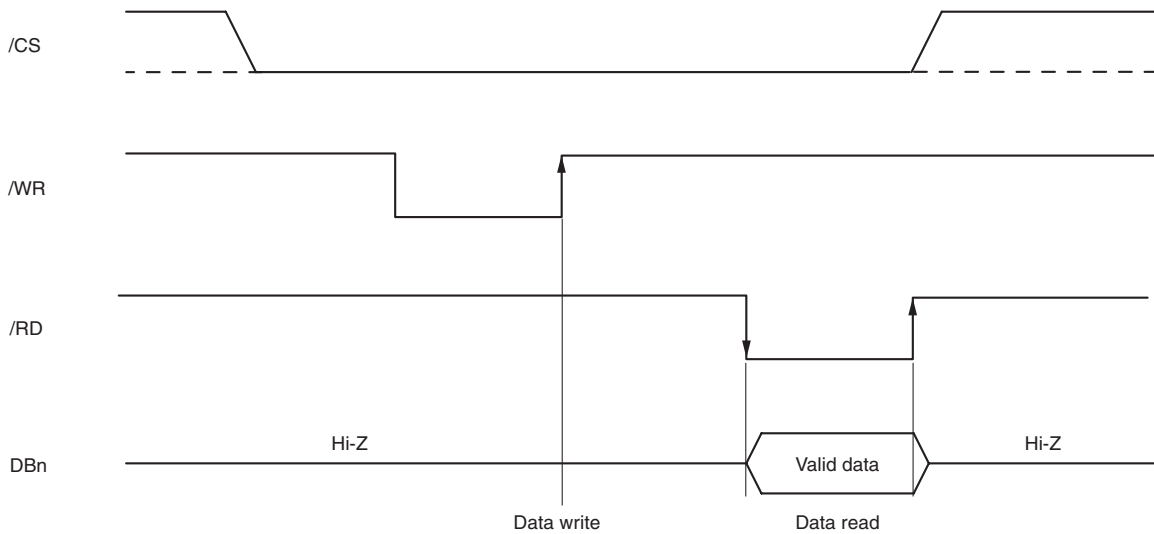 /CS
/WR
/RD
DBn
Hi-Z
Valid data
Hi-Z
Data write
Data read